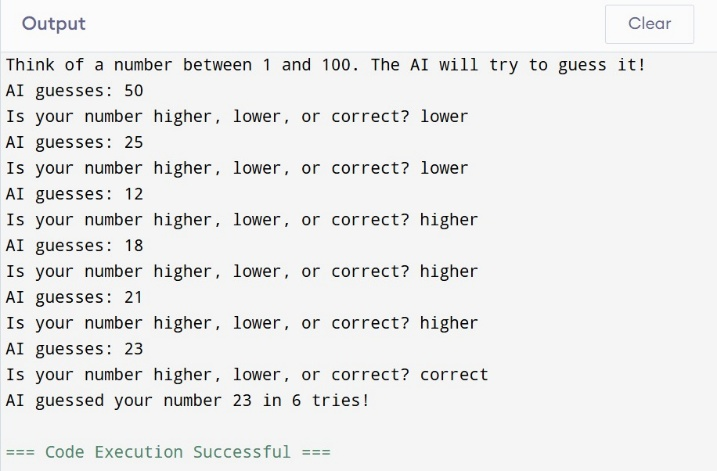 Output
Clear
Think of a number between 1 and 100. The AI will try to guess it!
AI guesses: 50
Is your number higher, lower, or correct? lower
AI guesses: 25
Is your number higher, lower, or correct? lower
AI guesses: 12
Is your number higher, lower, or correct? higher
AI guesses: 18
Is your number higher, lower, or correct? higher
AI guesses: 21
Is your number higher, lower, or correct? higher
AI guesses: 23
Is your number higher, lower, or correct? correct
AI guessed your number 23 in 6 tries!
=== Code Execution Successful ===